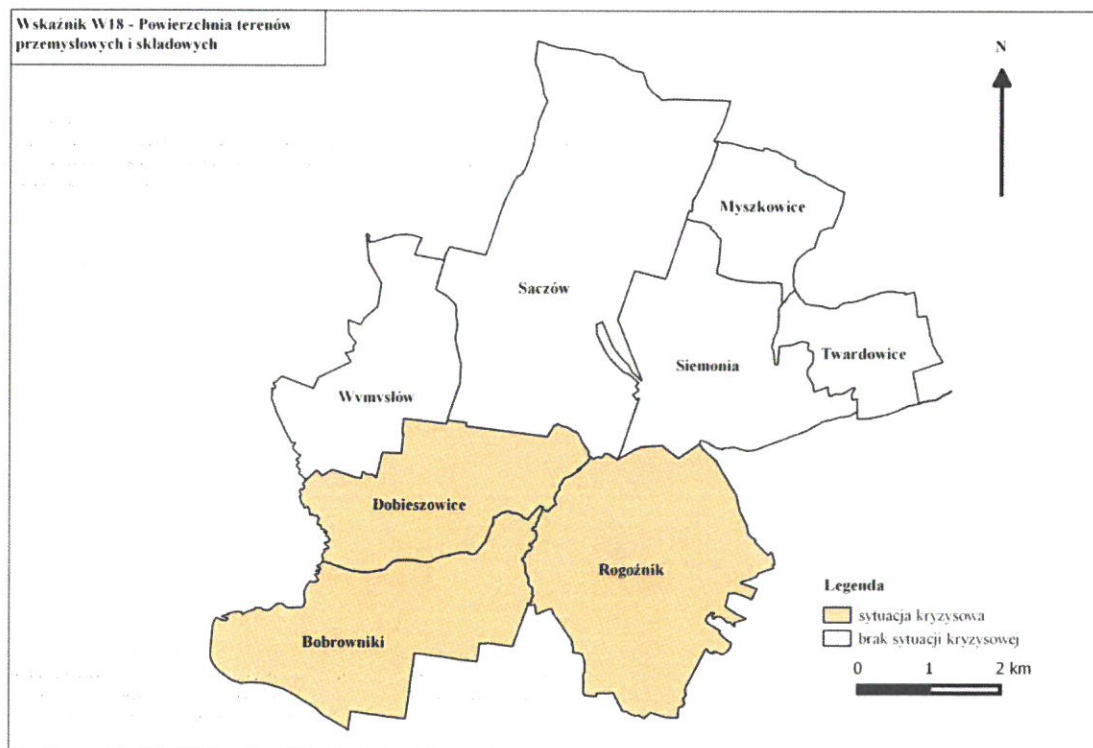 Wskaźnik W18 - Powierzchnia terenów
przemysłowych i składowych
N
Myszkowice
Sączów
Siemonia
Twardowice
Wymysłów
Dobieszowice
Rogoźnik
Bobrowniki
Legenda
sytuacja kryzysowa
brak sytuacji kryzysowej
0 1 2 km